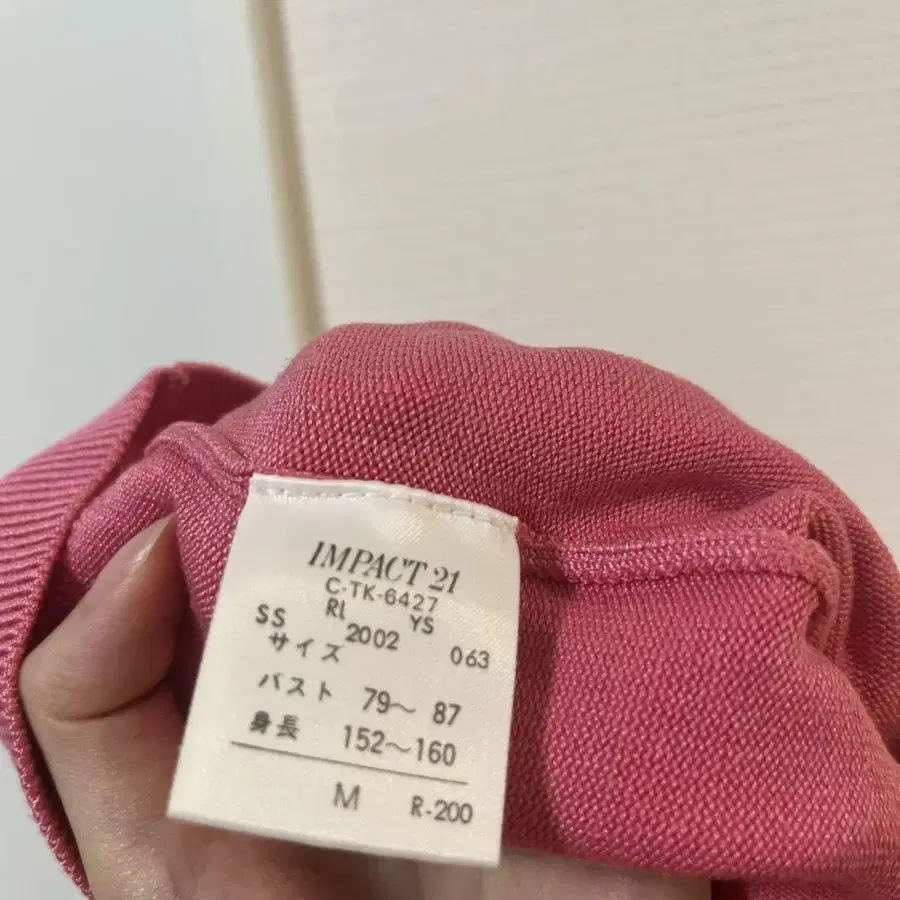 IMPACT 21
C-TK-6427
RL YS
SS 2002 063
サイズ
バスト 79～ 87
身長 152～160
M R-200